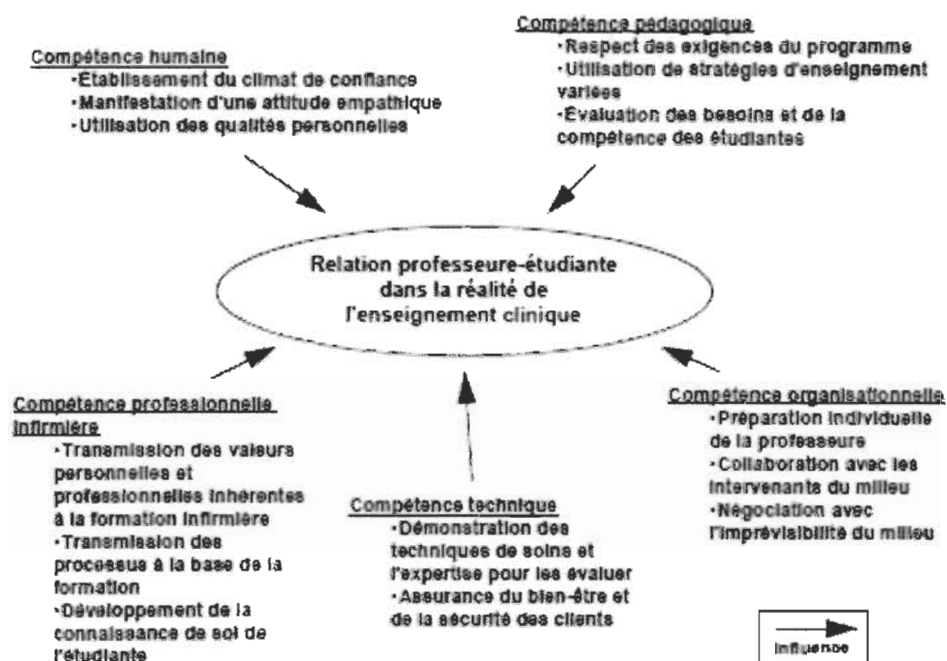 Compétence humaine
•Établissement du climat de confiance
•Manifestation d'une attitude empathique
•Utilisation des qualités personnelles
Compétence pédagogique
•Respect des exigences du programme
•Utilisation de stratégies d'enseignement
variées
•Évaluation des besoins et de la
compétence des étudiantes
Relation professeure-étudiante
dans la réalité de
l'enseignement clinique
Compétence professionnelle
infirmière
•Transmission des valeurs
personnelles et
professionnelles inhérentes
à la formation infirmière
•Transmission des
processus à la base de la
formation
•Développement de la
connaissance de soi de
l'étudiante
Compétence technique
•Démonstration des
techniques de soins et
l'expertise pour les évaluer
•Assurance du bien-être et
de la sécurité des clients
Compétence organisationnelle
•Préparation individuelle
de la professeure
•Collaboration avec les
intervenants du milieu
•Négociation avec
l'imprévisibilité du milieu
Influence